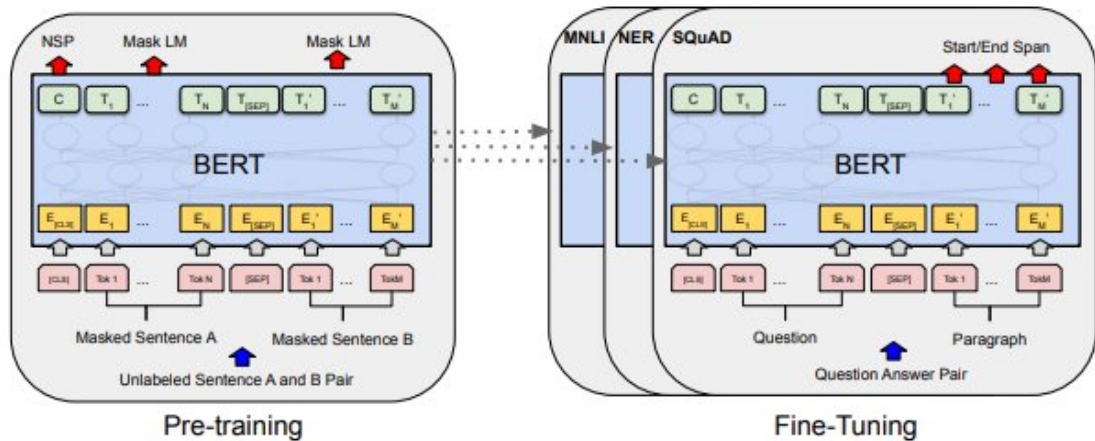 NSP Mask LM Mask LM
C T1 ... TN T[SEP] T1' ... TM'
BERT
E[CLS] E1 ... EN E[SEP] E1' ... EM'
[CLS] Tok 1 ... Tok N [SEP] Tok 1 ... TokM
Masked Sentence A Masked Sentence B
Unlabeled Sentence A and B Pair
Pre-training
MNLI NER SQuAD
Start/End Span
C T1 ... TN T[SEP] T1' ... TM'
BERT
E[CLS] E1 ... EN E[SEP] E1' ... EM'
[CLS] Tok 1 ... Tok N [SEP] Tok 1 ... TokM
Question Paragraph
Question Answer Pair
Fine-Tuning